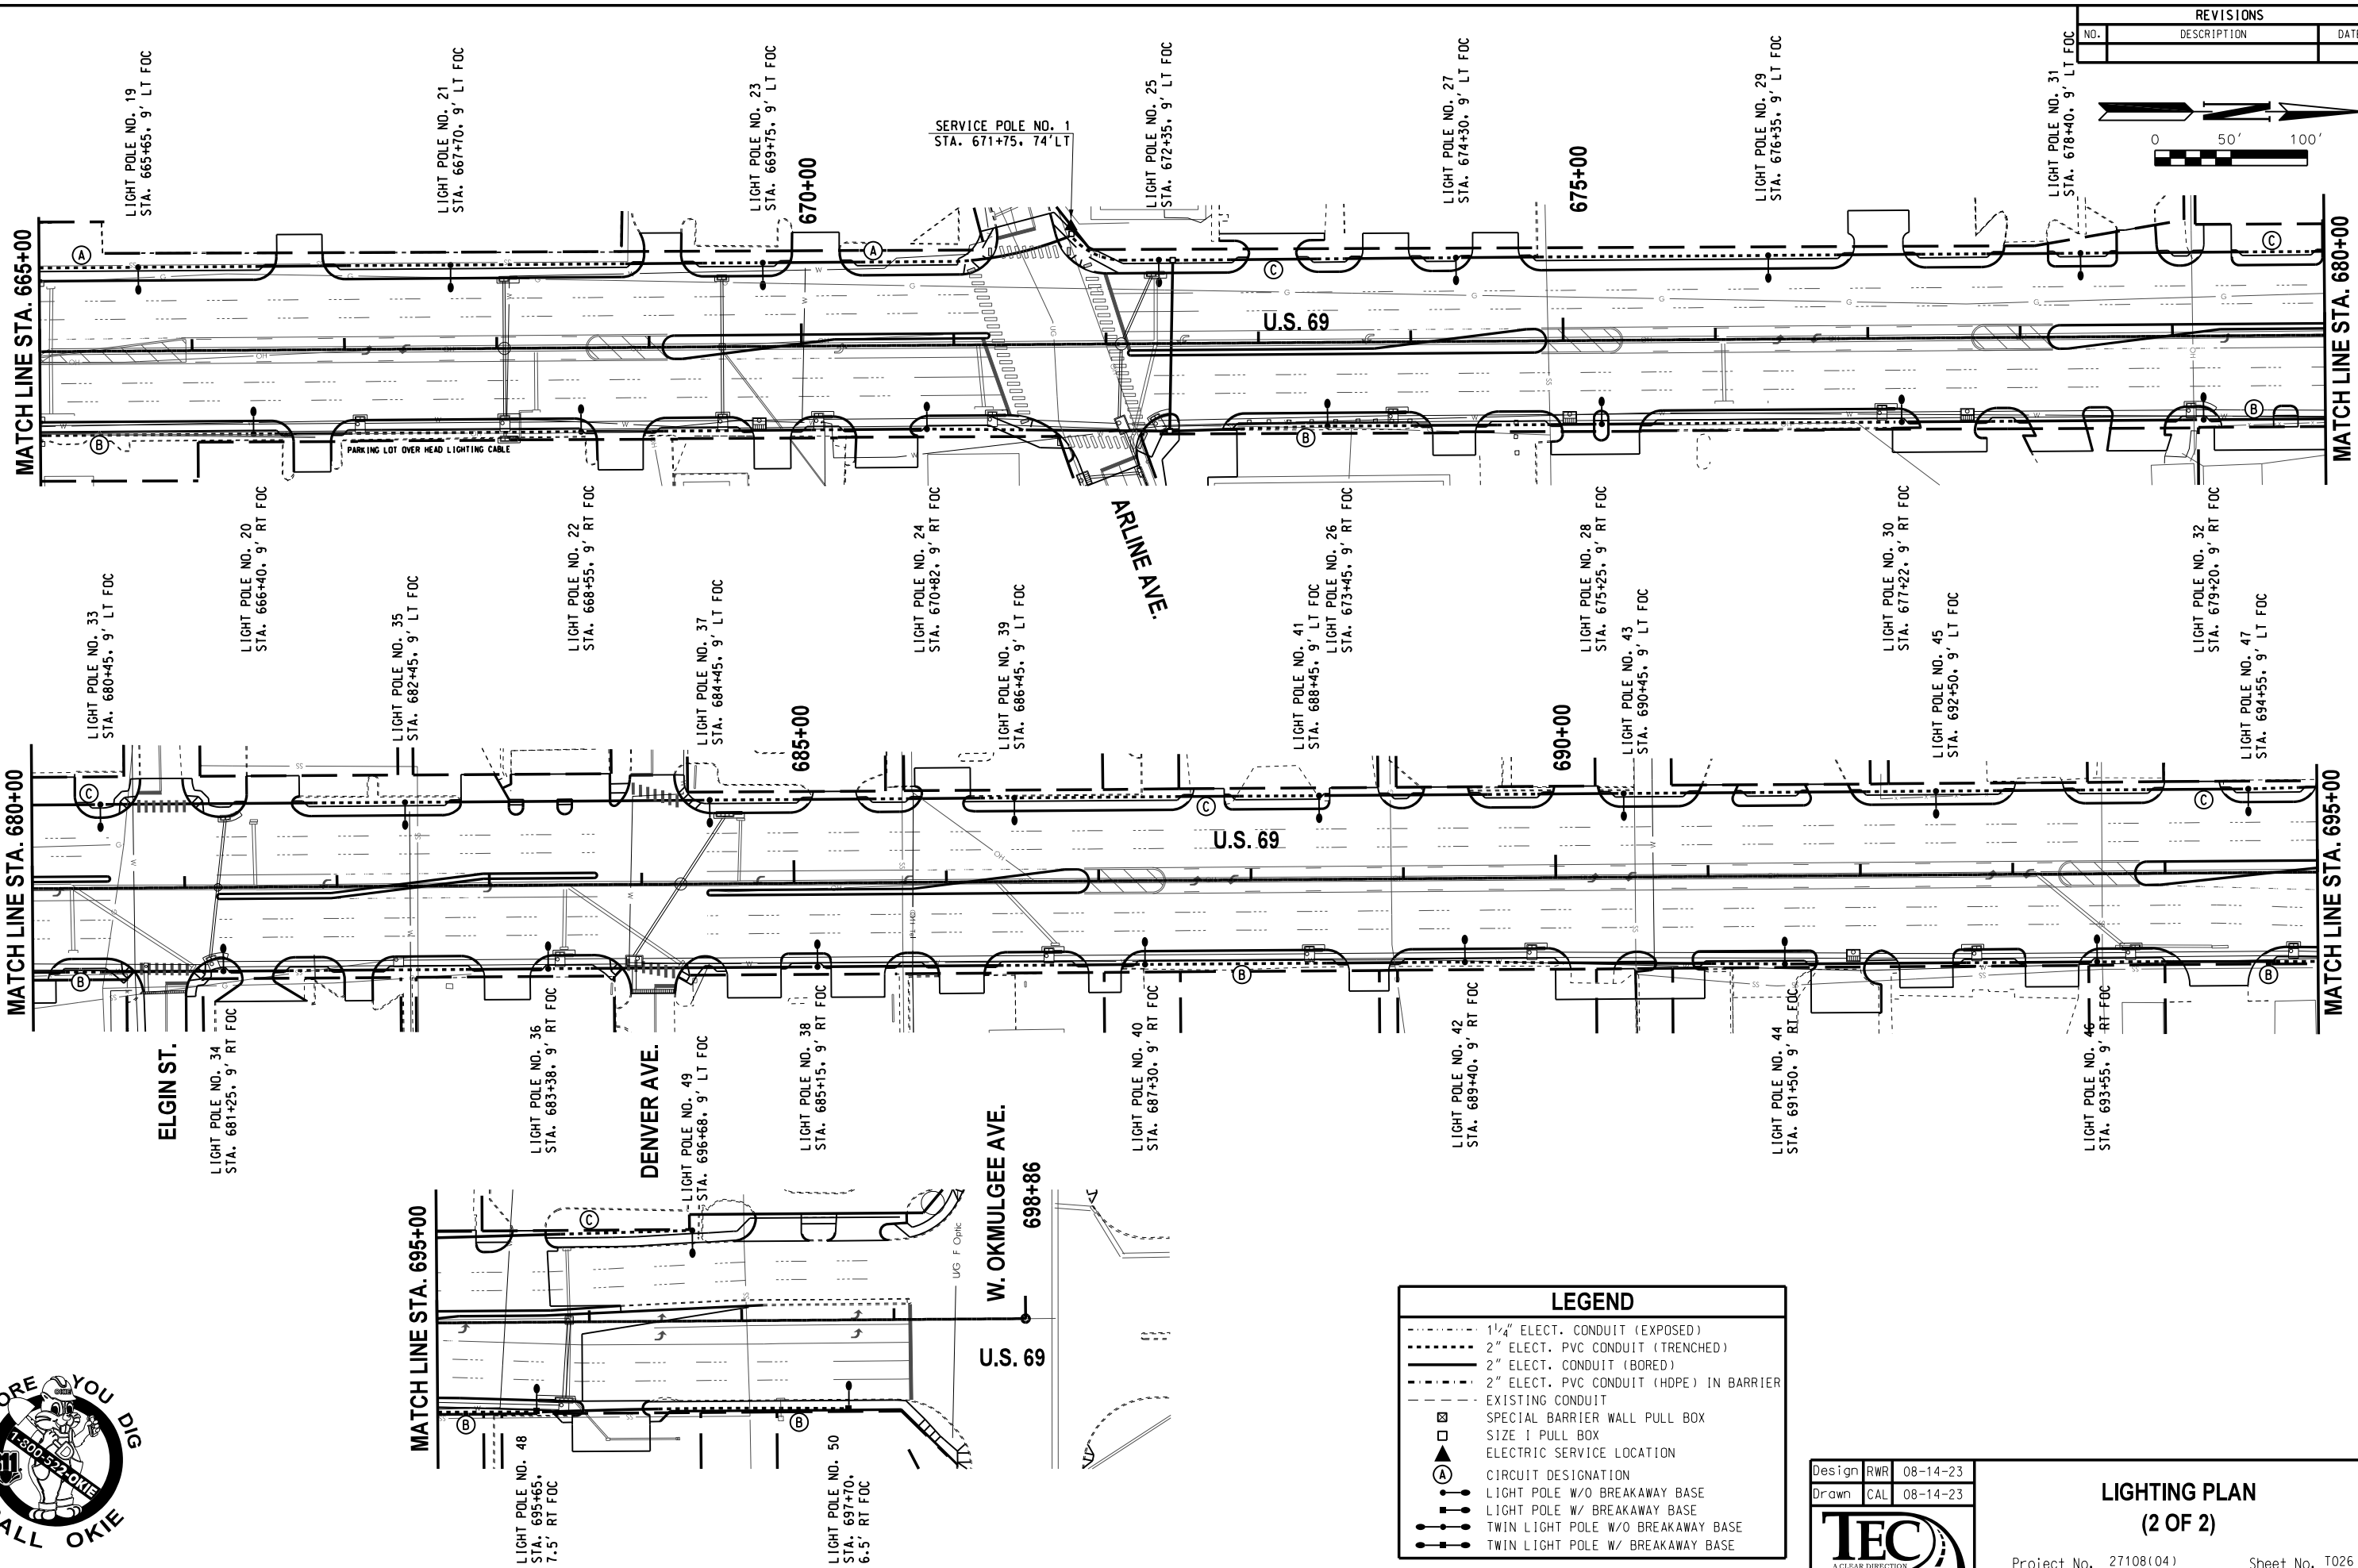 REVISIONS
NO. DESCRIPTION DATE
0 50′ 100′
LIGHT POLE NO. 19
STA. 665+65, 9′ LT FOC
LIGHT POLE NO. 21
STA. 667+70, 9′ LT FOC
LIGHT POLE NO. 23
STA. 669+75, 9′ LT FOC
670+00
SERVICE POLE NO. 1
STA. 671+75, 74′LT
LIGHT POLE NO. 25
STA. 672+35, 9′ LT FOC
LIGHT POLE NO. 27
STA. 674+30, 9′ LT FOC
675+00
LIGHT POLE NO. 29
STA. 676+35, 9′ LT FOC
LIGHT POLE NO. 31
STA. 678+40, 9′ LT FOC
MATCH LINE STA. 665+00
A
A
C
C
U.S. 69
B
B
B
PARKING LOT OVER HEAD LIGHTING CABLE
MATCH LINE STA. 680+00
ARLINE AVE.
LIGHT POLE NO. 20
STA. 666+40, 9′ RT FOC
LIGHT POLE NO. 22
STA. 668+55, 9′ RT FOC
LIGHT POLE NO. 24
STA. 670+82, 9′ RT FOC
LIGHT POLE NO. 26
STA. 673+45, 9′ RT FOC
LIGHT POLE NO. 28
STA. 675+25, 9′ RT FOC
LIGHT POLE NO. 30
STA. 677+22, 9′ RT FOC
LIGHT POLE NO. 32
STA. 679+20, 9′ RT FOC
LIGHT POLE NO. 33
STA. 680+45, 9′ LT FOC
LIGHT POLE NO. 35
STA. 682+45, 9′ LT FOC
LIGHT POLE NO. 37
STA. 684+45, 9′ LT FOC
685+00
LIGHT POLE NO. 39
STA. 686+45, 9′ LT FOC
LIGHT POLE NO. 41
STA. 688+45, 9′ LT FOC
690+00
LIGHT POLE NO. 43
STA. 690+45, 9′ LT FOC
LIGHT POLE NO. 45
STA. 692+50, 9′ LT FOC
LIGHT POLE NO. 47
STA. 694+55, 9′ LT FOC
MATCH LINE STA. 680+00
C
C
C
U.S. 69
B
B
B
MATCH LINE STA. 695+00
ELGIN ST.
LIGHT POLE NO. 34
STA. 681+25, 9′ RT FOC
LIGHT POLE NO. 36
STA. 683+38, 9′ RT FOC
DENVER AVE.
LIGHT POLE NO. 38
STA. 685+15, 9′ RT FOC
LIGHT POLE NO. 40
STA. 687+30, 9′ RT FOC
LIGHT POLE NO. 42
STA. 689+40, 9′ RT FOC
LIGHT POLE NO. 44
STA. 691+50, 9′ RT FOC
LIGHT POLE NO. 46
STA. 693+55, 9′ RT FOC
LIGHT POLE NO. 49
STA. 696+68, 9′ LT FOC
MATCH LINE STA. 695+00
C
U/G F Optic
W. OKMULGEE AVE.
698+86
U.S. 69
B
B
LIGHT POLE NO. 48
STA. 695+65,
7.5′ RT FOC
LIGHT POLE NO. 50
STA. 697+70,
6.5′ RT FOC
LEGEND
1 1/4″ ELECT. CONDUIT (EXPOSED)
2″ ELECT. PVC CONDUIT (TRENCHED)
2″ ELECT. CONDUIT (BORED)
2″ ELECT. PVC CONDUIT (HDPE) IN BARRIER
EXISTING CONDUIT
SPECIAL BARRIER WALL PULL BOX
SIZE I PULL BOX
ELECTRIC SERVICE LOCATION
A CIRCUIT DESIGNATION
LIGHT POLE W/O BREAKAWAY BASE
LIGHT POLE W/ BREAKAWAY BASE
TWIN LIGHT POLE W/O BREAKAWAY BASE
TWIN LIGHT POLE W/ BREAKAWAY BASE
YOU DIG
1-800-522-OKIE
CALL OKIE
Design RWR 08-14-23
Drawn CAL 08-14-23
TEC
A CLEAR DIRECTION
LIGHTING PLAN
(2 OF 2)
Project No. 27108(04) Sheet No. T026